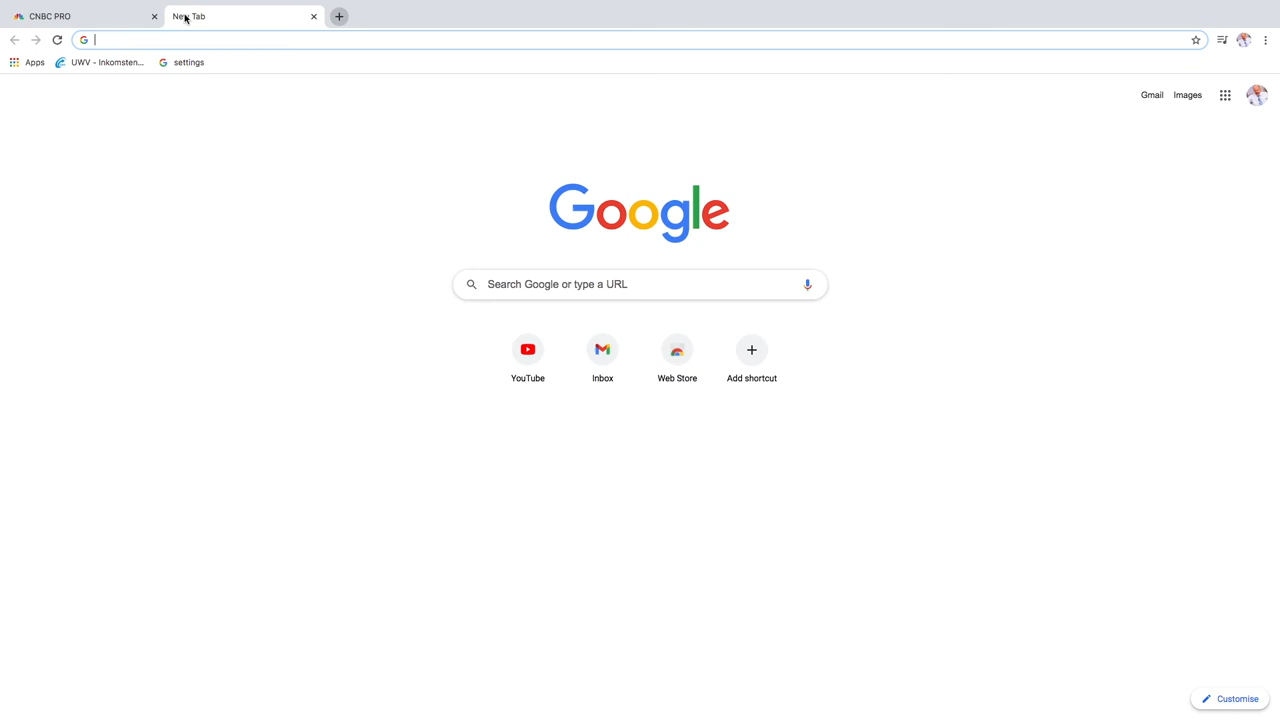 CNBC PRO
New Tab
Apps
UWV - Inkomsten...
settings
Gmail
Images
Google
Search Google or type a URL
YouTube
Inbox
Web Store
Add shortcut
Customise